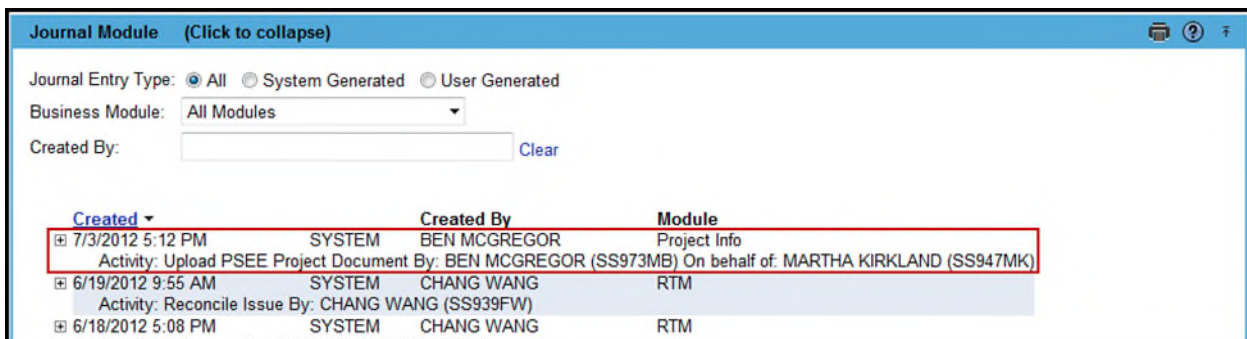 Journal Module (Click to collapse)
Journal Entry Type: All System Generated User Generated
Business Module: All Modules
Created By: Clear
Created Created By Module
7/3/2012 5:12 PM SYSTEM BEN MCGREGOR Project Info
Activity: Upload PSEE Project Document By: BEN MCGREGOR (SS973MB) On behalf of: MARTHA KIRKLAND (SS947MK)
6/19/2012 9:55 AM SYSTEM CHANG WANG RTM
Activity: Reconcile Issue By: CHANG WANG (SS939FW)
6/18/2012 5:08 PM SYSTEM CHANG WANG RTM